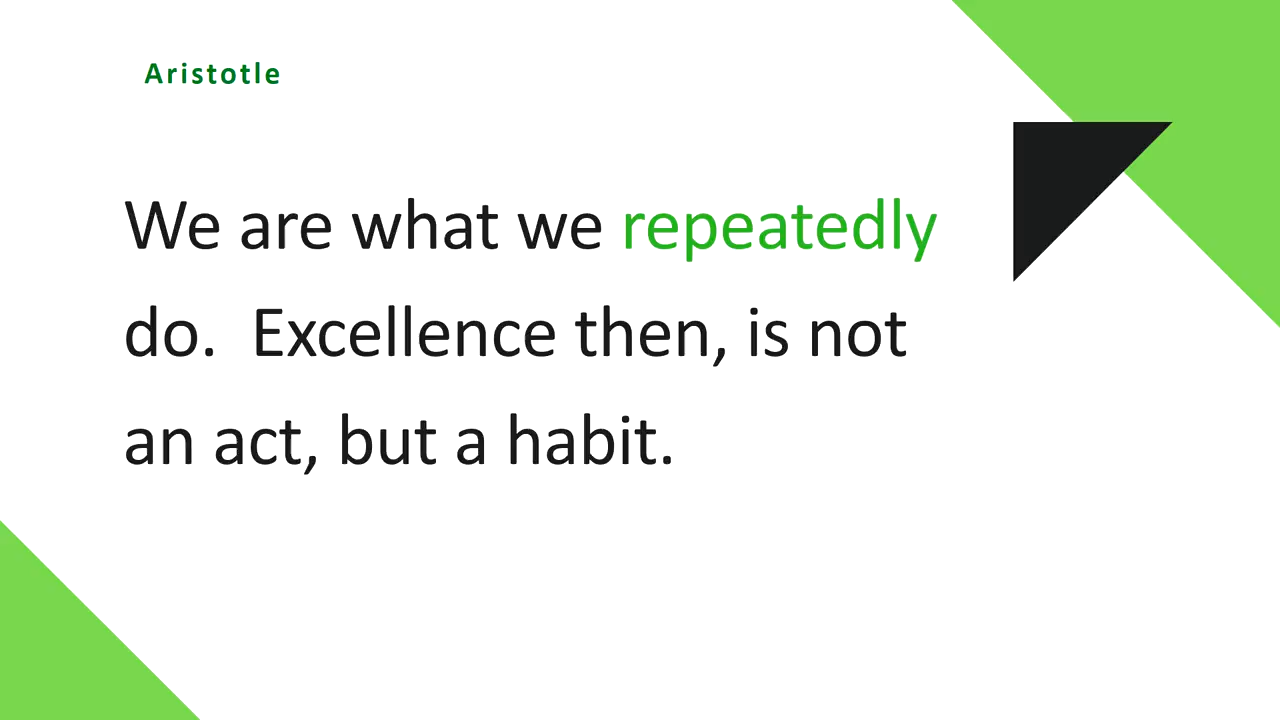 Aristotle
We are what we repeatedly
do.  Excellence then, is not
an act, but a habit.